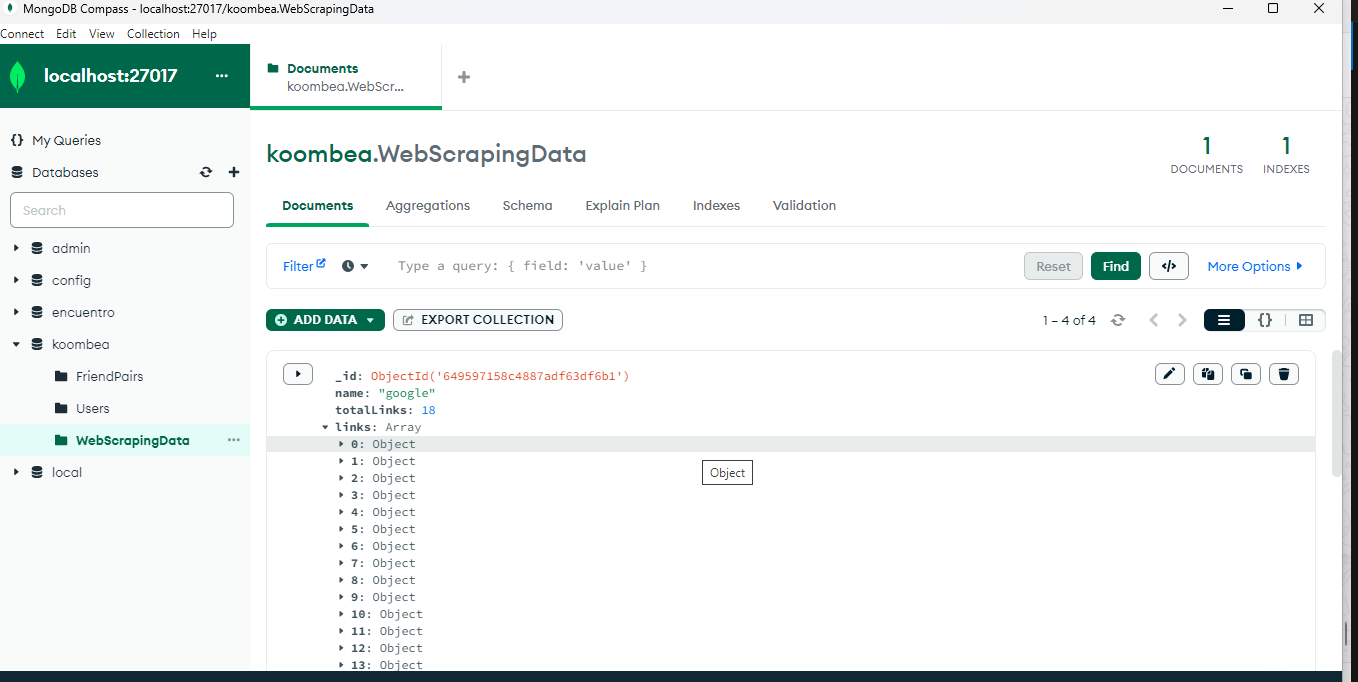 MongoDB Compass - localhost:27017/koombea.WebScrapingData
Connect Edit View Collection Help
localhost:27017 ...
Documents
koombea.WebScr...
{} My Queries
Databases
Search
admin
config
encuentro
koombea
FriendPairs
Users
WebScrapingData ...
local
koombea.WebScrapingData
1
DOCUMENTS
1
INDEXES
Documents Aggregations Schema Explain Plan Indexes Validation
Filter Type a query: { field: 'value' } Reset Find </> More Options
ADD DATA EXPORT COLLECTION 1 – 4 of 4 {}
_id: ObjectId('649597158c4887adf63df6b1')
name: "google"
totalLinks: 18
links: Array
0: Object
1: Object
Object
2: Object
3: Object
4: Object
5: Object
6: Object
7: Object
8: Object
9: Object
10: Object
11: Object
12: Object
13: Object